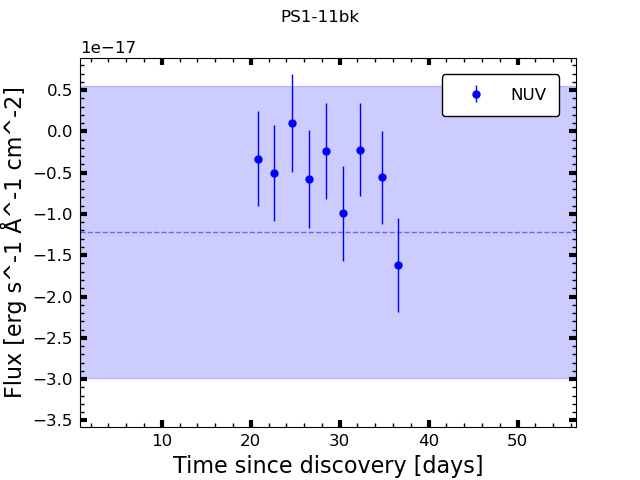 PS1-11bk
1e−17
NUV
0.5
0.0
−0.5
−1.0
−1.5
−2.0
−2.5
−3.0
−3.5
Flux [erg s^-1 Å^-1 cm^-2]
10 20 30 40 50
Time since discovery [days]